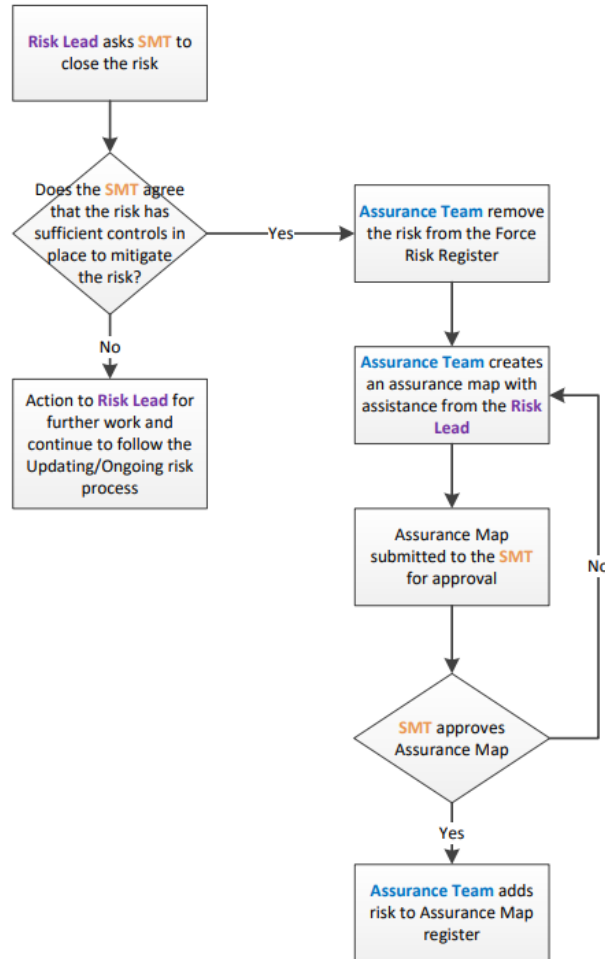 Risk Lead asks SMT to
close the risk
Does the SMT agree
that the risk has
sufficient controls in
place to mitigate
the risk?
Yes
Assurance Team remove
the risk from the Force
Risk Register
No
Action to Risk Lead for
further work and
continue to follow the
Updating/Ongoing risk
process
Assurance Team creates
an assurance map with
assistance from the Risk
Lead
Assurance Map
submitted to the SMT
for approval
No
SMT approves
Assurance Map
Yes
Assurance Team adds
risk to Assurance Map
register